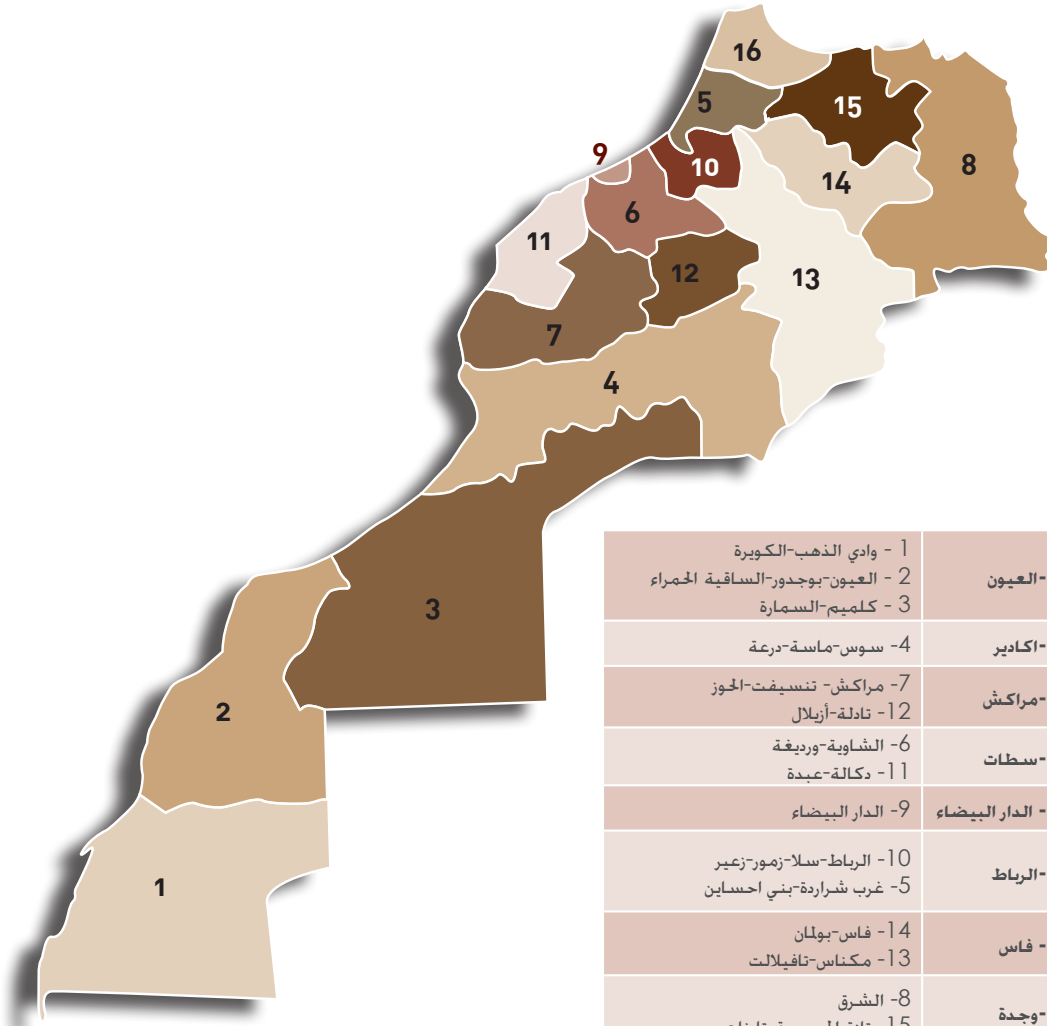 16
5
15
8
9
10
14
6
11
12
13
7
4
3
2
1
-العيون
1 - وادي الذهب-الكويرة
2 - العيون-بوجدور-الساقية الحمراء
3 - كلميم-السمارة
-اكادير
4- سوس-ماسة-درعة
-مراكش
7- مراكش- تنسيفت-الحوز
12- تادلة-أزيلال
-سطات
6- الشاوية-ورديغة
11- دكالة-عبدة
- الدار البيضاء
9- الدار البيضاء
-الرباط
10- الرباط-سلا-زمور-زعير
5- غرب شراردة-بني احساين
- فاس
14- فاس-بولمان
13- مكناس-تافيلالت
-وجدة
8- الشرق